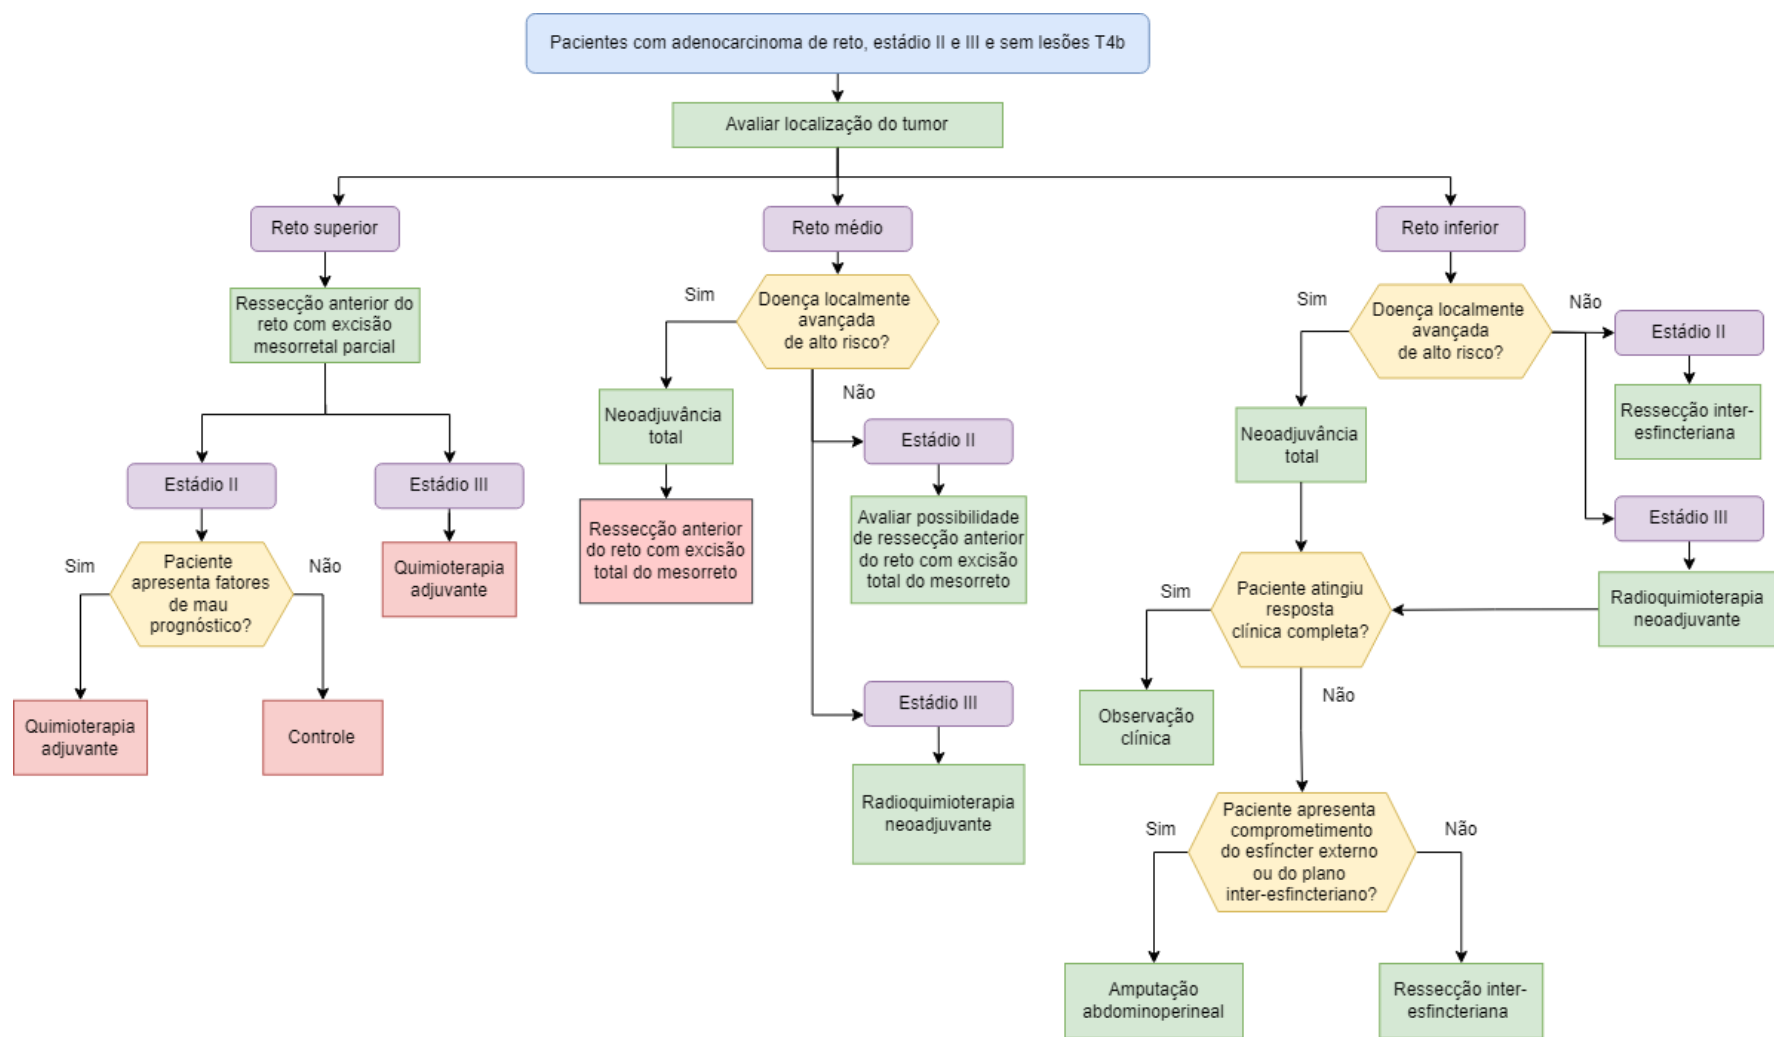 Pacientes com adenocarcinoma de reto, estádio II e III e sem lesões T4b
Avaliar localização do tumor
Reto superior
Ressecção anterior do
reto com excisão
mesorretal parcial
Estádio II
Estádio III
Paciente
apresenta fatores
de mau
prognóstico?
Sim
Não
Quimioterapia
adjuvante
Quimioterapia
adjuvante
Controle
Reto médio
Doença localmente
avançada
de alto risco?
Sim
Não
Neoadjuvância
total
Ressecção anterior
do reto com excisão
total do mesorreto
Estádio II
Avaliar possibilidade
de ressecção anterior
do reto com excisão
total do mesorreto
Estádio III
Radioquimioterapia
neoadjuvante
Reto inferior
Doença localmente
avançada
de alto risco?
Sim
Não
Estádio II
Ressecção inter-
esfincteriana
Neoadjuvância
total
Estádio III
Radioquimioterapia
neoadjuvante
Paciente atingiu
resposta
clínica completa?
Sim
Não
Observação
clínica
Paciente apresenta
comprometimento
do esfíncter externo
ou do plano
inter-esfincteriano?
Sim
Não
Amputação
abdominoperineal
Ressecção inter-
esfincteriana